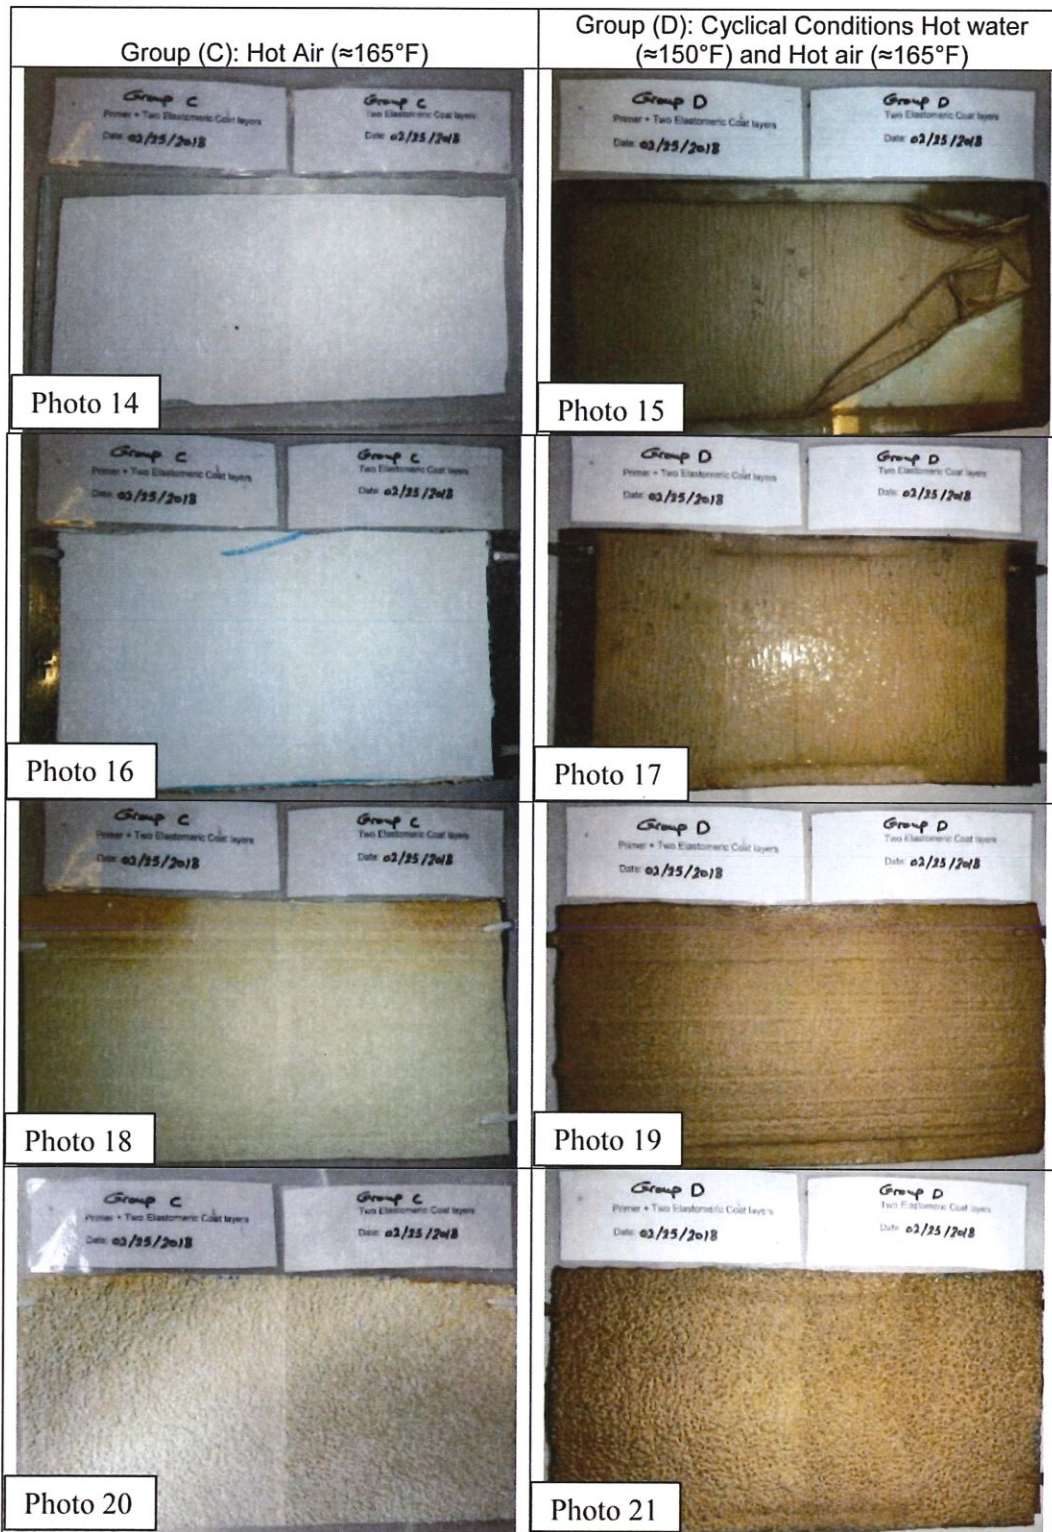 Group (C): Hot Air (≈165°F)
Group (D): Cyclical Conditions Hot water
(≈150°F) and Hot air (≈165°F)
Group C
Primer + Two Elastomeric Coat layers
Date: 02/25/2018
Group C
Two Elastomeric Coat layers
Date: 02/25/2018
Photo 14
Group D
Primer + Two Elastomeric Coat layers
Date: 02/25/2018
Group D
Two Elastomeric Coat layers
Date: 02/25/2018
Photo 15
Group C
Primer + Two Elastomeric Coat layers
Date: 02/25/2018
Group C
Two Elastomeric Coat layers
Date: 02/25/2018
Photo 16
Group D
Primer + Two Elastomeric Coat layers
Date: 02/25/2018
Group D
Two Elastomeric Coat layers
Date: 02/25/2018
Photo 17
Group C
Primer + Two Elastomeric Coat layers
Date: 02/25/2018
Group C
Two Elastomeric Coat layers
Date: 02/25/2018
Photo 18
Group D
Primer + Two Elastomeric Coat layers
Date: 02/25/2018
Group D
Two Elastomeric Coat layers
Date: 02/25/2018
Photo 19
Group C
Primer + Two Elastomeric Coat layers
Date: 02/25/2018
Group C
Two Elastomeric Coat layers
Date: 02/25/2018
Photo 20
Group D
Primer + Two Elastomeric Coat layers
Date: 02/25/2018
Group D
Two Elastomeric Coat layers
Date: 02/25/2018
Photo 21